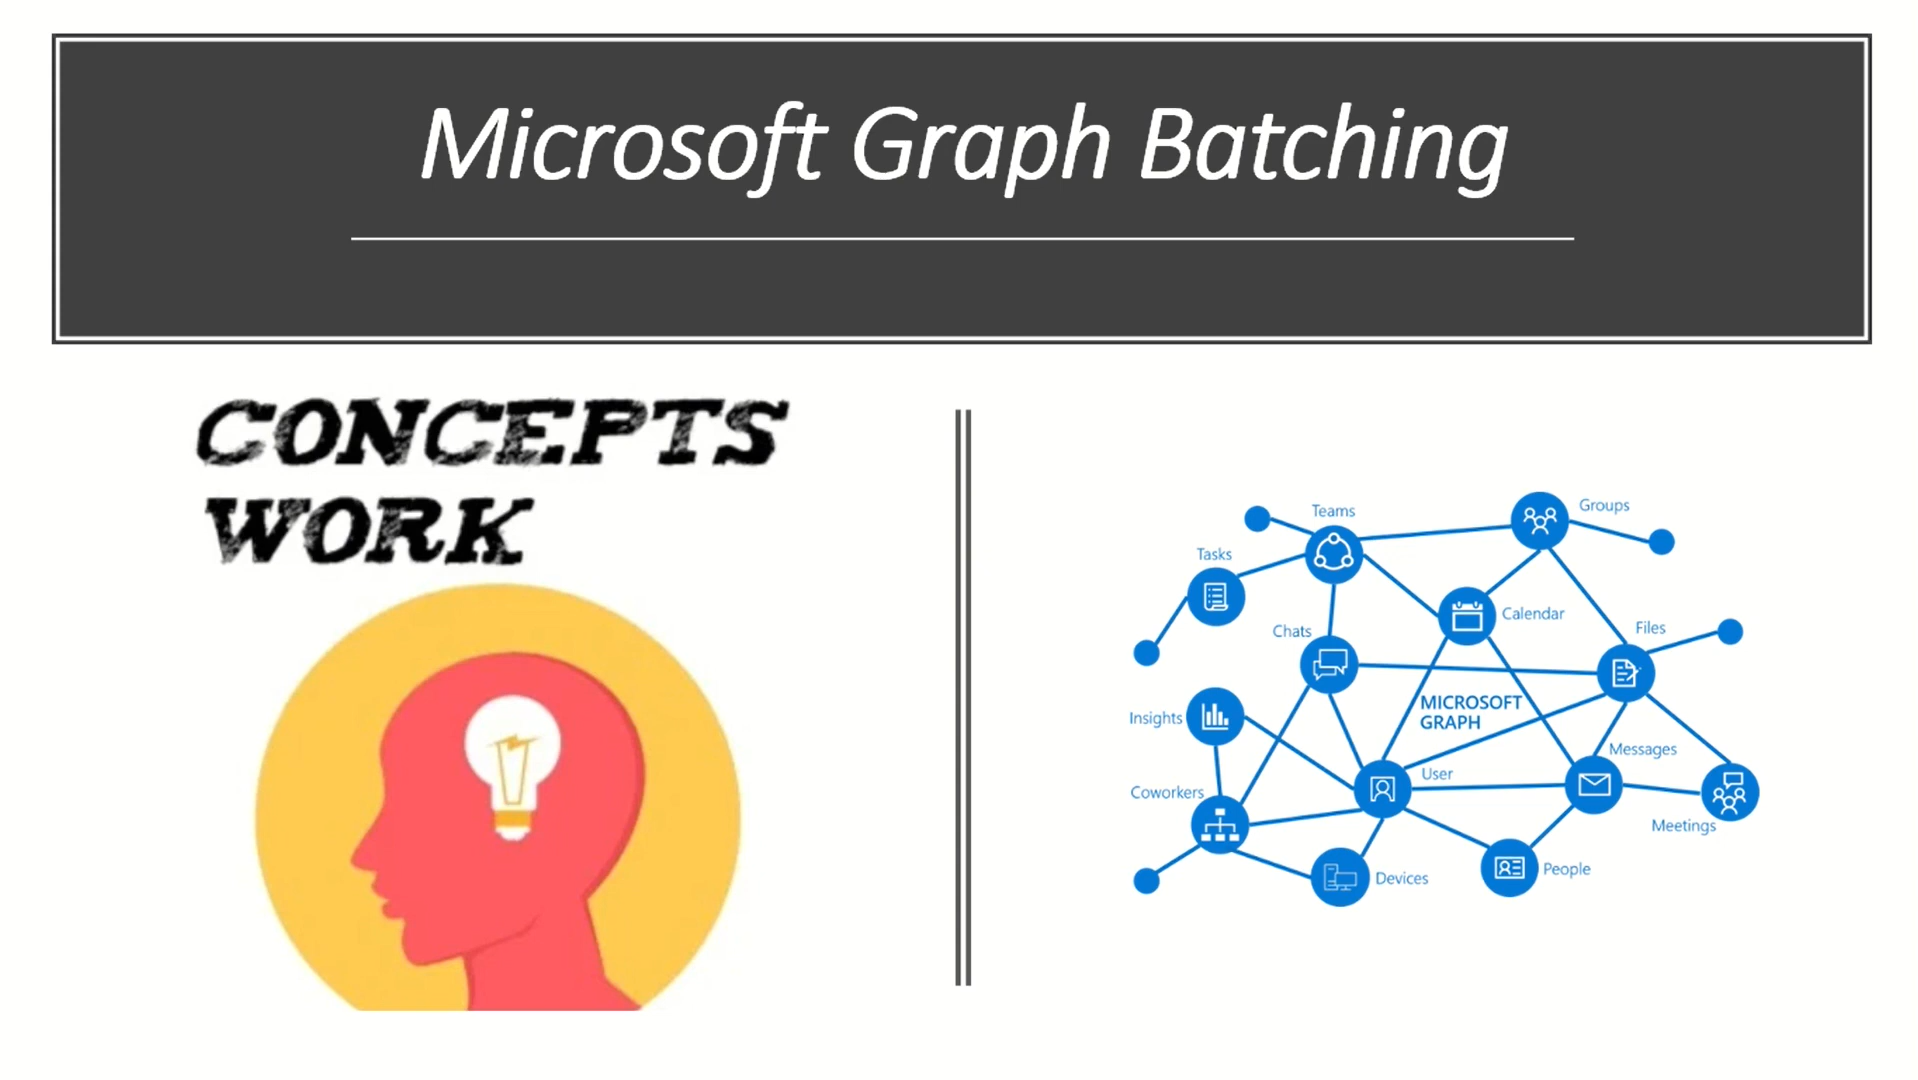 Microsoft Graph Batching
CONCEPTS
WORK
Teams
Groups
Tasks
Calendar
Chats
Files
MICROSOFT
GRAPH
Insights
Messages
User
Coworkers
Meetings
People
Devices